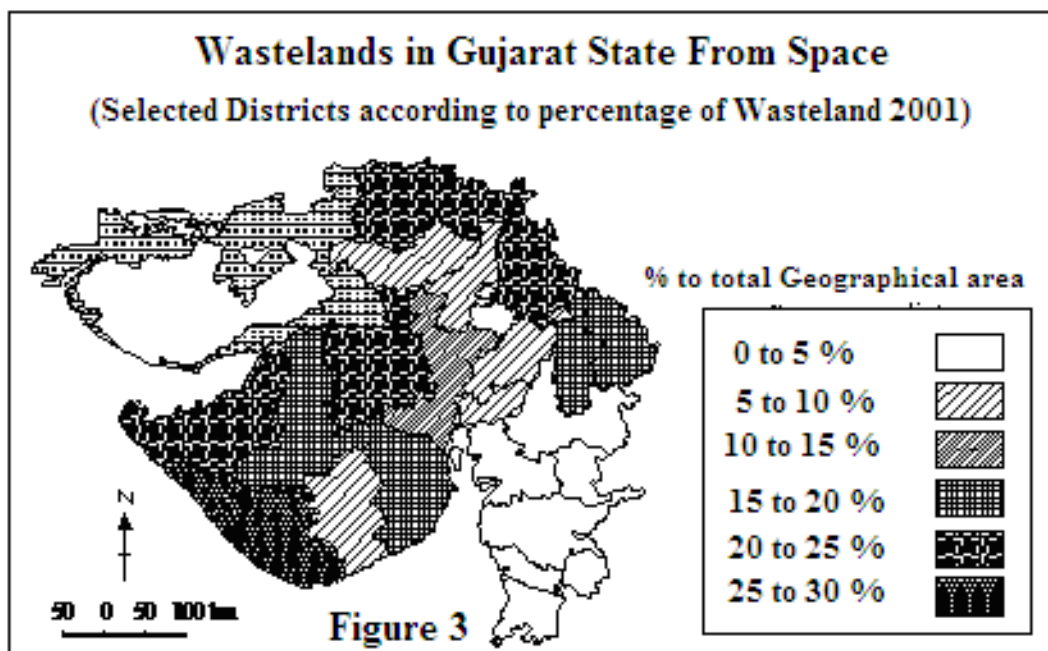 Wastelands in Gujarat State From Space
(Selected Districts according to percentage of Wasteland 2001)
% to total Geographical area
0 to 5 %
5 to 10 %
10 to 15 %
15 to 20 %
20 to 25 %
25 to 30 %
N
50 0 50 100
Figure 3